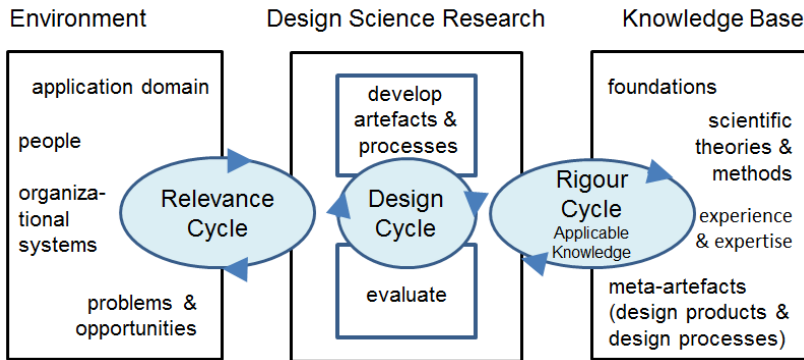 Environment
Design Science Research
Knowledge Base
application domain
people
organiza-
tional
systems
problems &
opportunities
Relevance
Cycle
develop
artefacts &
processes
Design
Cycle
evaluate
Rigour
Cycle
Applicable
Knowledge
foundations
scientific
theories &
methods
experience
& expertise
meta-artefacts
(design products &
design processes)